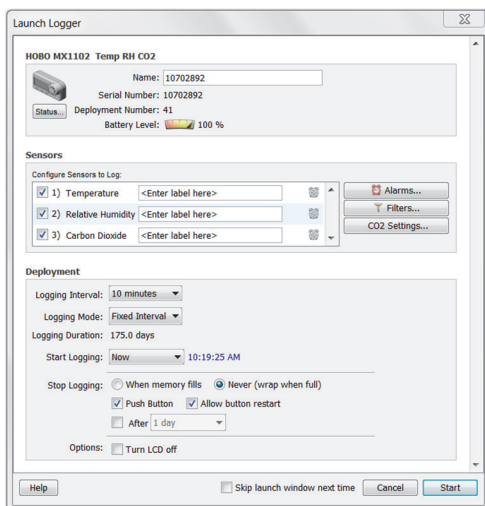 Launch Logger
HOBO MX1102 Temp RH CO2
Name: 10702892
Serial Number: 10702892
Status... Deployment Number: 41
Battery Level: 100 %
Sensors
Configure Sensors to Log:
1) Temperature <Enter label here>
2) Relative Humidity <Enter label here>
3) Carbon Dioxide <Enter label here>
Alarms...
Filters...
CO2 Settings...
Deployment
Logging Interval: 10 minutes
Logging Mode: Fixed Interval
Logging Duration: 175.0 days
Start Logging: Now 10:19:25 AM
Stop Logging: When memory fills Never (wrap when full)
Push Button Allow button restart
After 1 day
Options: Turn LCD off
Help Skip launch window next time Cancel Start